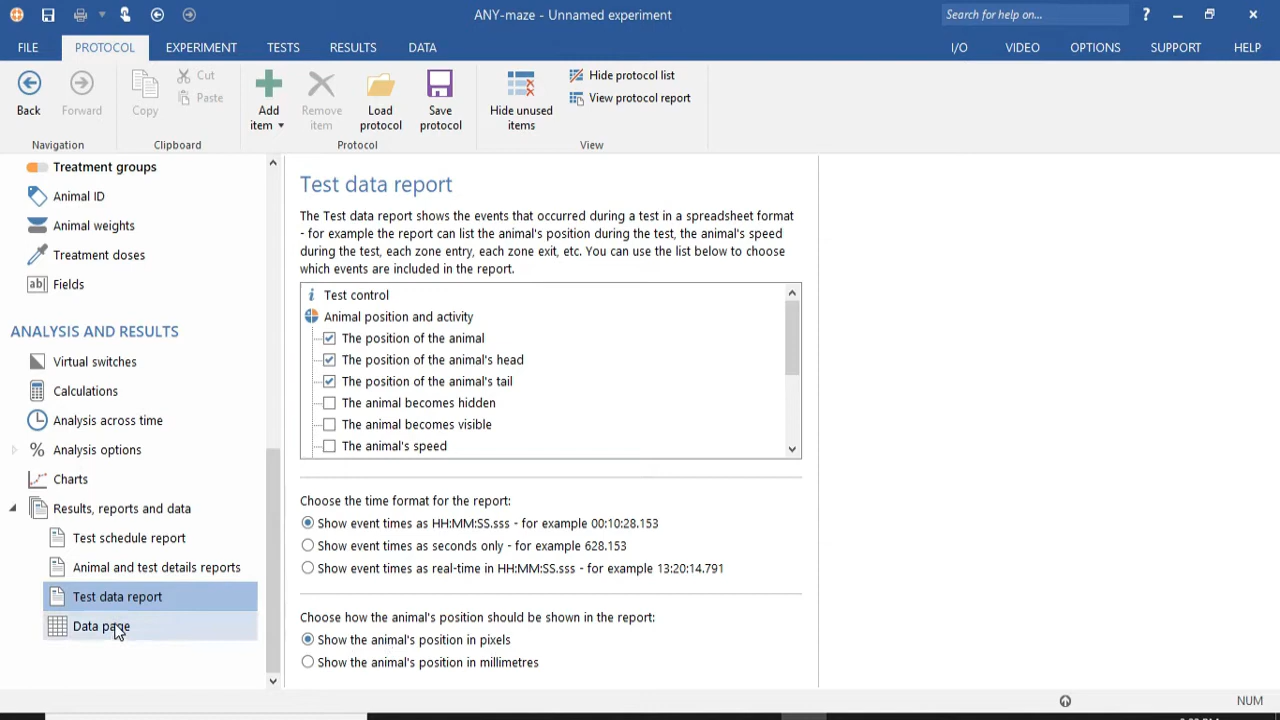 ANY-maze - Unnamed experiment
Search for help on...
?
FILE
PROTOCOL
EXPERIMENT
TESTS
RESULTS
DATA
I/O
VIDEO
OPTIONS
SUPPORT
HELP
Back
Forward
Navigation
Copy
Cut
Paste
Clipboard
Add
item
Remove
item
Load
protocol
Save
protocol
Protocol
Hide unused
items
Hide protocol list
View protocol report
View
Treatment groups
Animal ID
Animal weights
Treatment doses
Fields
ANALYSIS AND RESULTS
Virtual switches
Calculations
Analysis across time
Analysis options
Charts
Results, reports and data
Test schedule report
Animal and test details reports
Test data report
Data page
Test data report
The Test data report shows the events that occurred during a test in a spreadsheet format
- for example the report can list the animal's position during the test, the animal's speed
during the test, each zone entry, each zone exit, etc. You can use the list below to choose
which events are included in the report.
Test control
Animal position and activity
The position of the animal
The position of the animal's head
The position of the animal's tail
The animal becomes hidden
The animal becomes visible
The animal's speed
Choose the time format for the report:
Show event times as HH:MM:SS.sss - for example 00:10:28.153
Show event times as seconds only - for example 628.153
Show event times as real-time in HH:MM:SS.sss - for example 13:20:14.791
Choose how the animal's position should be shown in the report:
Show the animal's position in pixels
Show the animal's position in millimetres
NUM